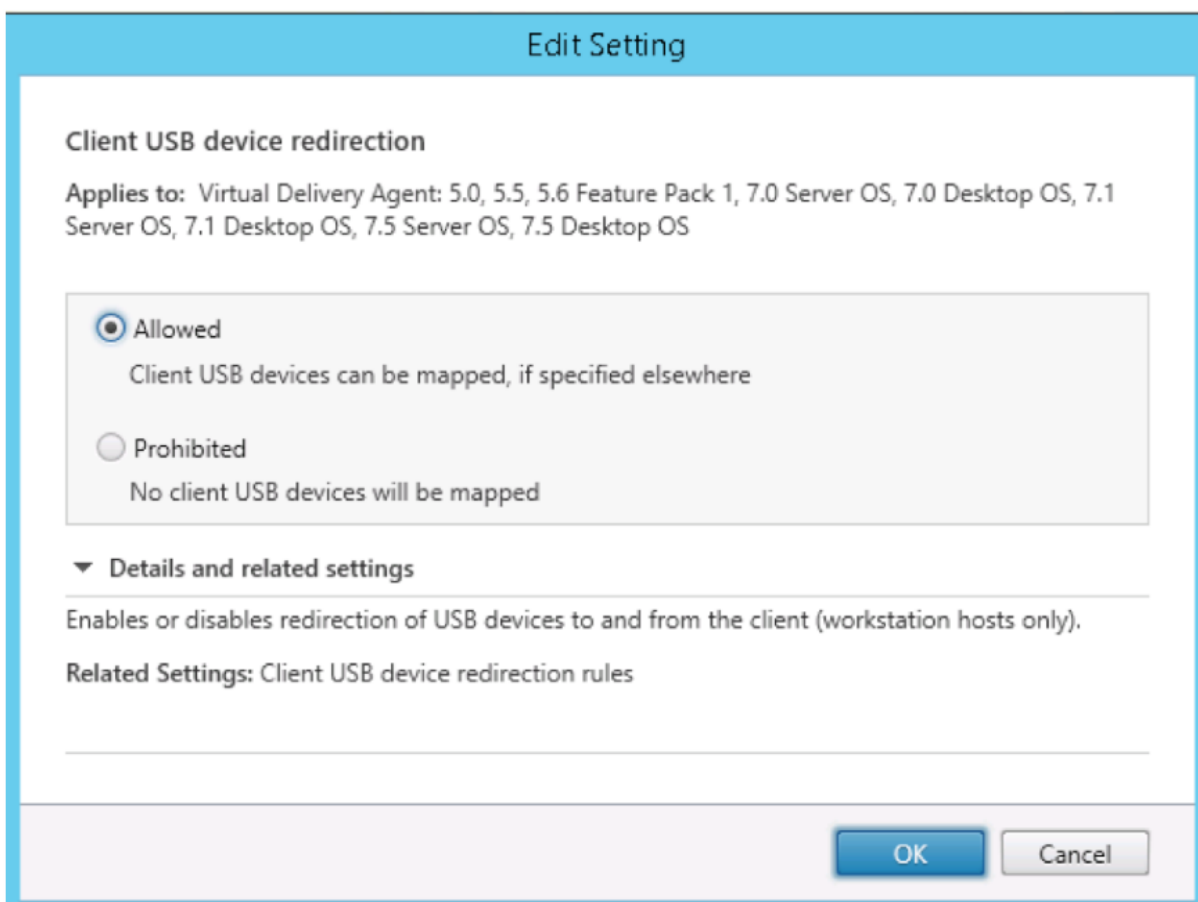 Edit Setting
Client USB device redirection
Applies to: Virtual Delivery Agent: 5.0, 5.5, 5.6 Feature Pack 1, 7.0 Server OS, 7.0 Desktop OS, 7.1
Server OS, 7.1 Desktop OS, 7.5 Server OS, 7.5 Desktop OS
Allowed
Client USB devices can be mapped, if specified elsewhere
Prohibited
No client USB devices will be mapped
Details and related settings
Enables or disables redirection of USB devices to and from the client (workstation hosts only).
Related Settings: Client USB device redirection rules
OK
Cancel